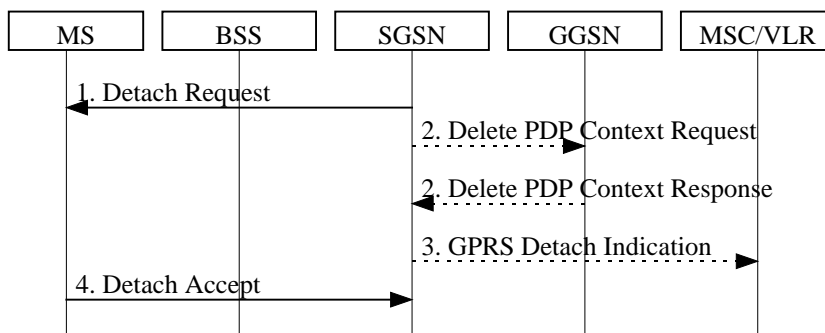 MS BSS SGSN GGSN MSC/VLR
1. Detach Request
2. Delete PDP Context Request
2. Delete PDP Context Response
3. GPRS Detach Indication
4. Detach Accept